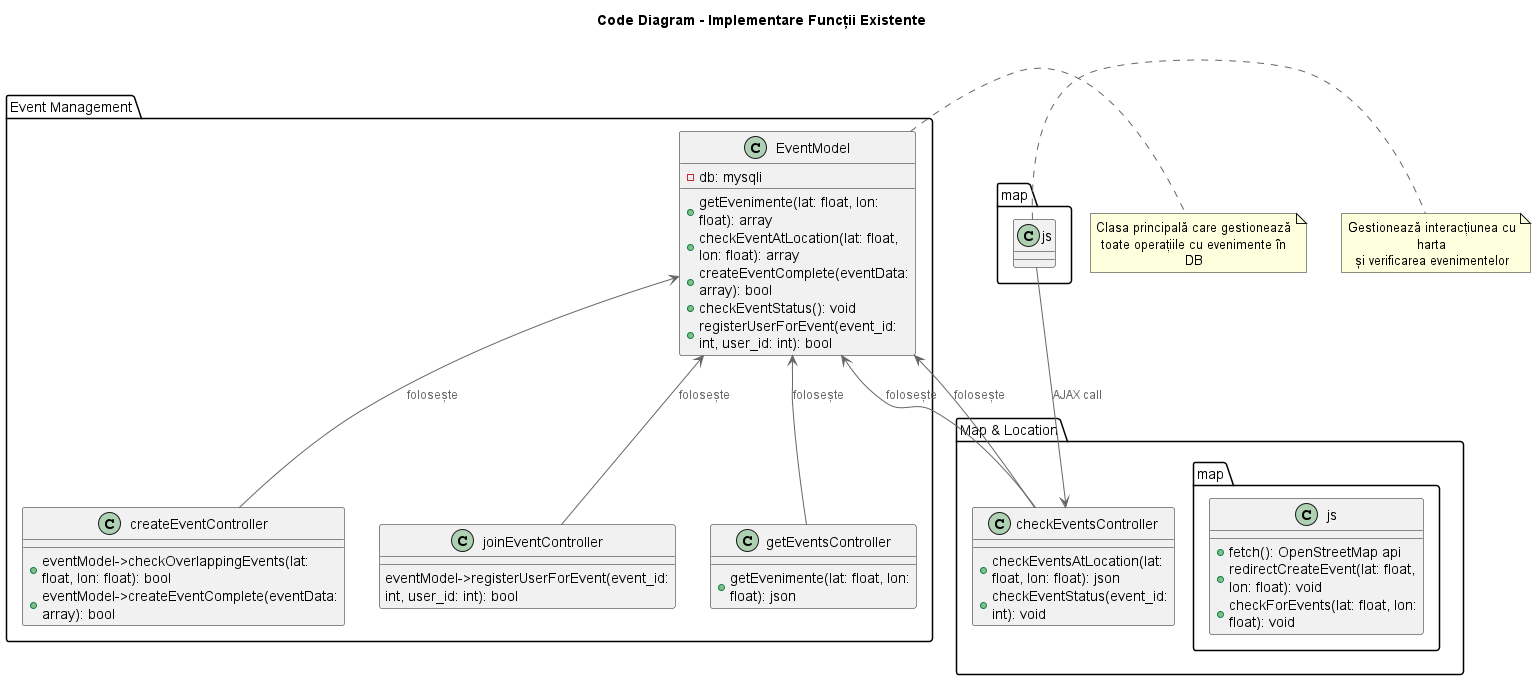 Code Diagram - Implementare Funcții Existente
Event Management
C EventModel
db: mysqli
getEvenimente(lat: float, lon:
float): array
checkEventAtLocation(lat: float,
lon: float): array
createEventComplete(eventData:
array): bool
checkEventStatus(): void
registerUserForEvent(event_id:
int, user_id: int): bool
map
C js
Clasa principală care gestionează
toate operațiile cu evenimente în
DB
Gestionează interacțiunea cu
harta
și verificarea evenimentelor
folosește
folosește
folosește
folosește
folosește
AJAX call
C createEventController
eventModel->checkOverlappingEvents(lat:
float, lon: float): bool
eventModel->createEventComplete(eventData:
array): bool
C joinEventController
eventModel->registerUserForEvent(event_id:
int, user_id: int): bool
C getEventsController
getEvenimente(lat: float, lon:
float): json
Map & Location
C checkEventsController
checkEventsAtLocation(lat:
float, lon: float): json
checkEventStatus(event_id:
int): void
map
C js
fetch(): OpenStreetMap api
redirectCreateEvent(lat: float,
lon: float): void
checkForEvents(lat: float, lon:
float): void